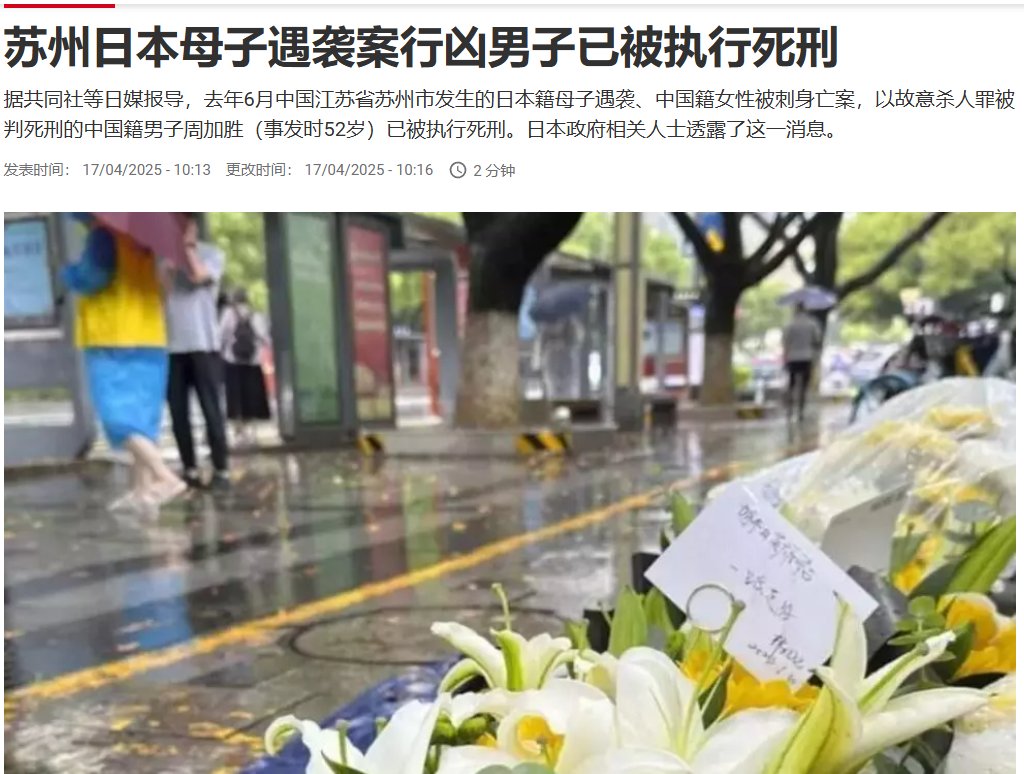 苏州日本母子遇袭案行凶男子已被执行死刑
据共同社等日媒报导，去年6月中国江苏省苏州市发生的日本籍母子遇袭、中国籍女性被刺身亡案，以故意杀人罪被
判死刑的中国籍男子周加胜（事发时52岁）已被执行死刑。日本政府相关人士透露了这一消息。
发表时间： 17/04/2025 - 10:13 更改时间： 17/04/2025 - 10:16 2 分钟